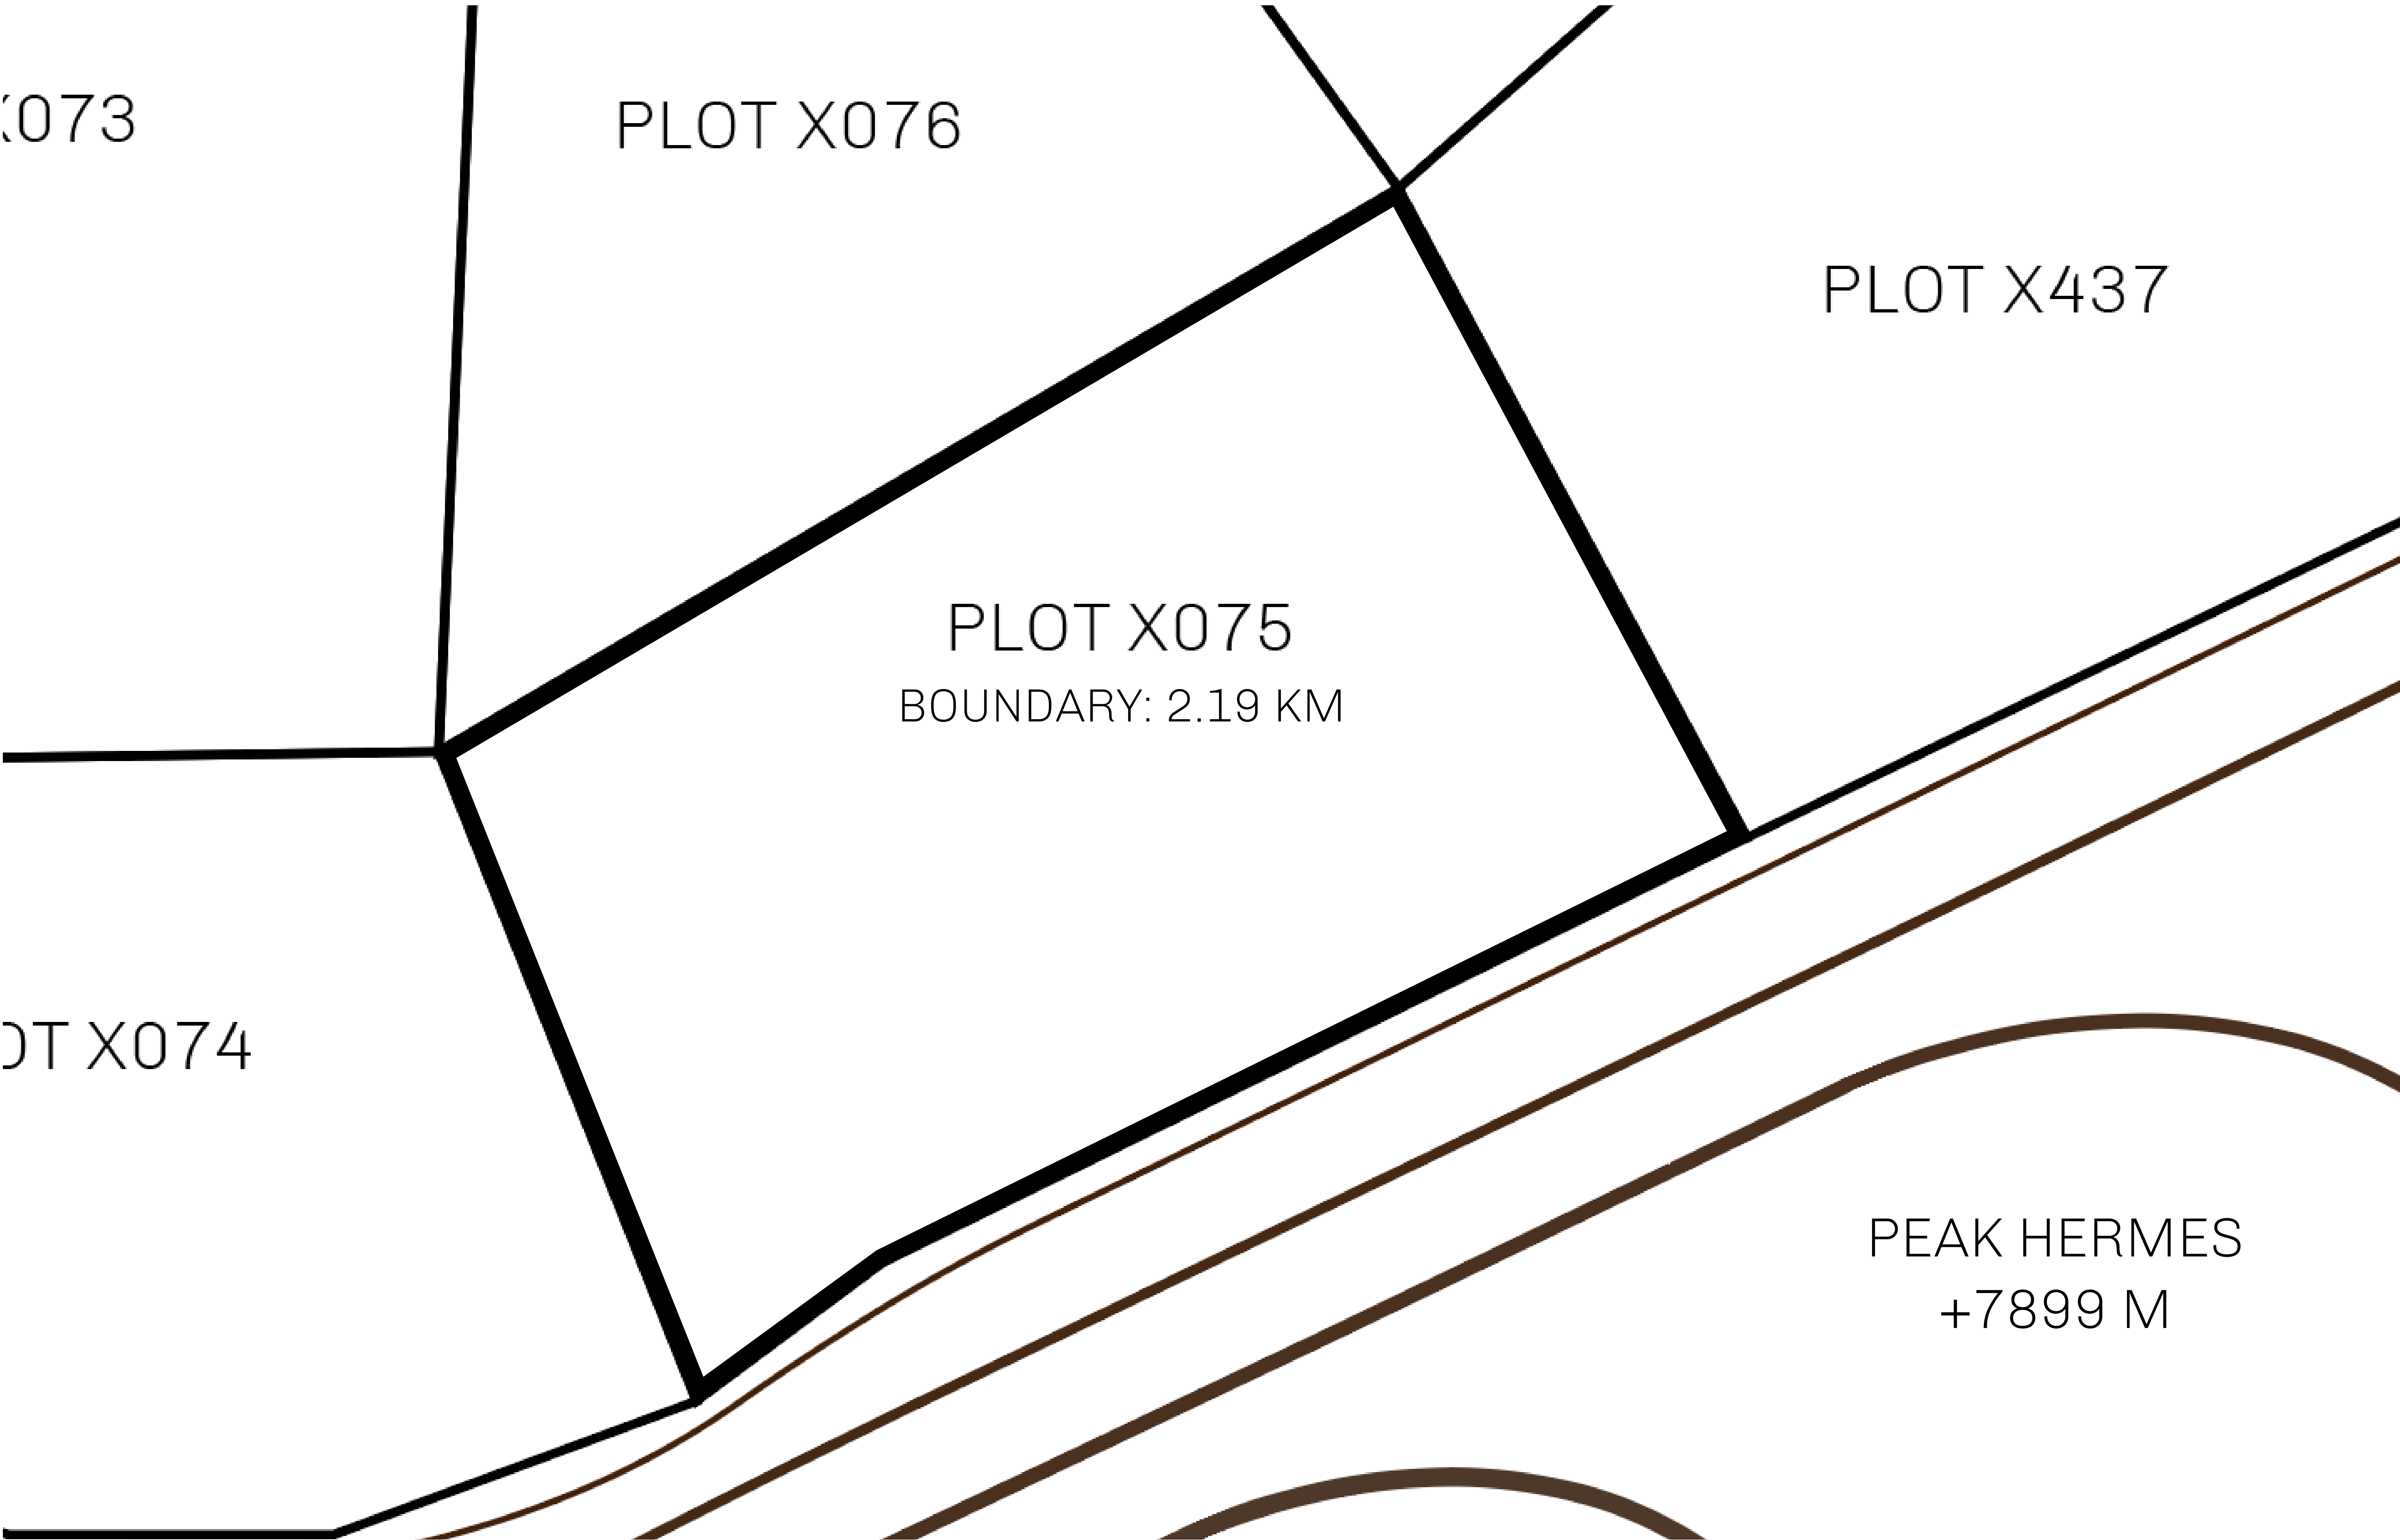 X073
PLOT X076
PLOT X437
PLOT X075
BOUNDARY: 2.19 KM
OT X074
PEAK HERMES
+7899 M